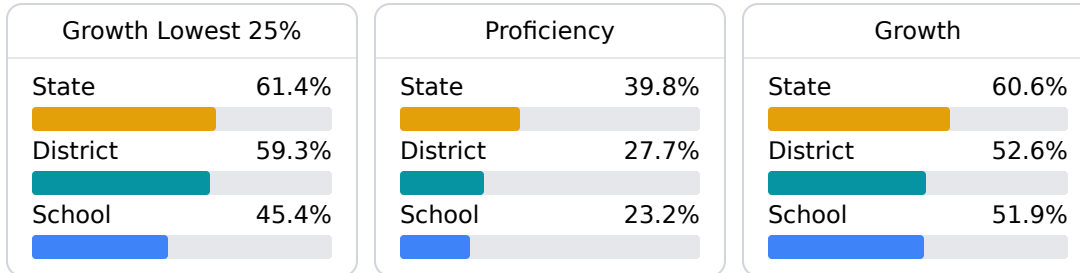 Growth Lowest 25%
State 61.4%
District 59.3%
School 45.4%
Proficiency
State 39.8%
District 27.7%
School 23.2%
Growth
State 60.6%
District 52.6%
School 51.9%